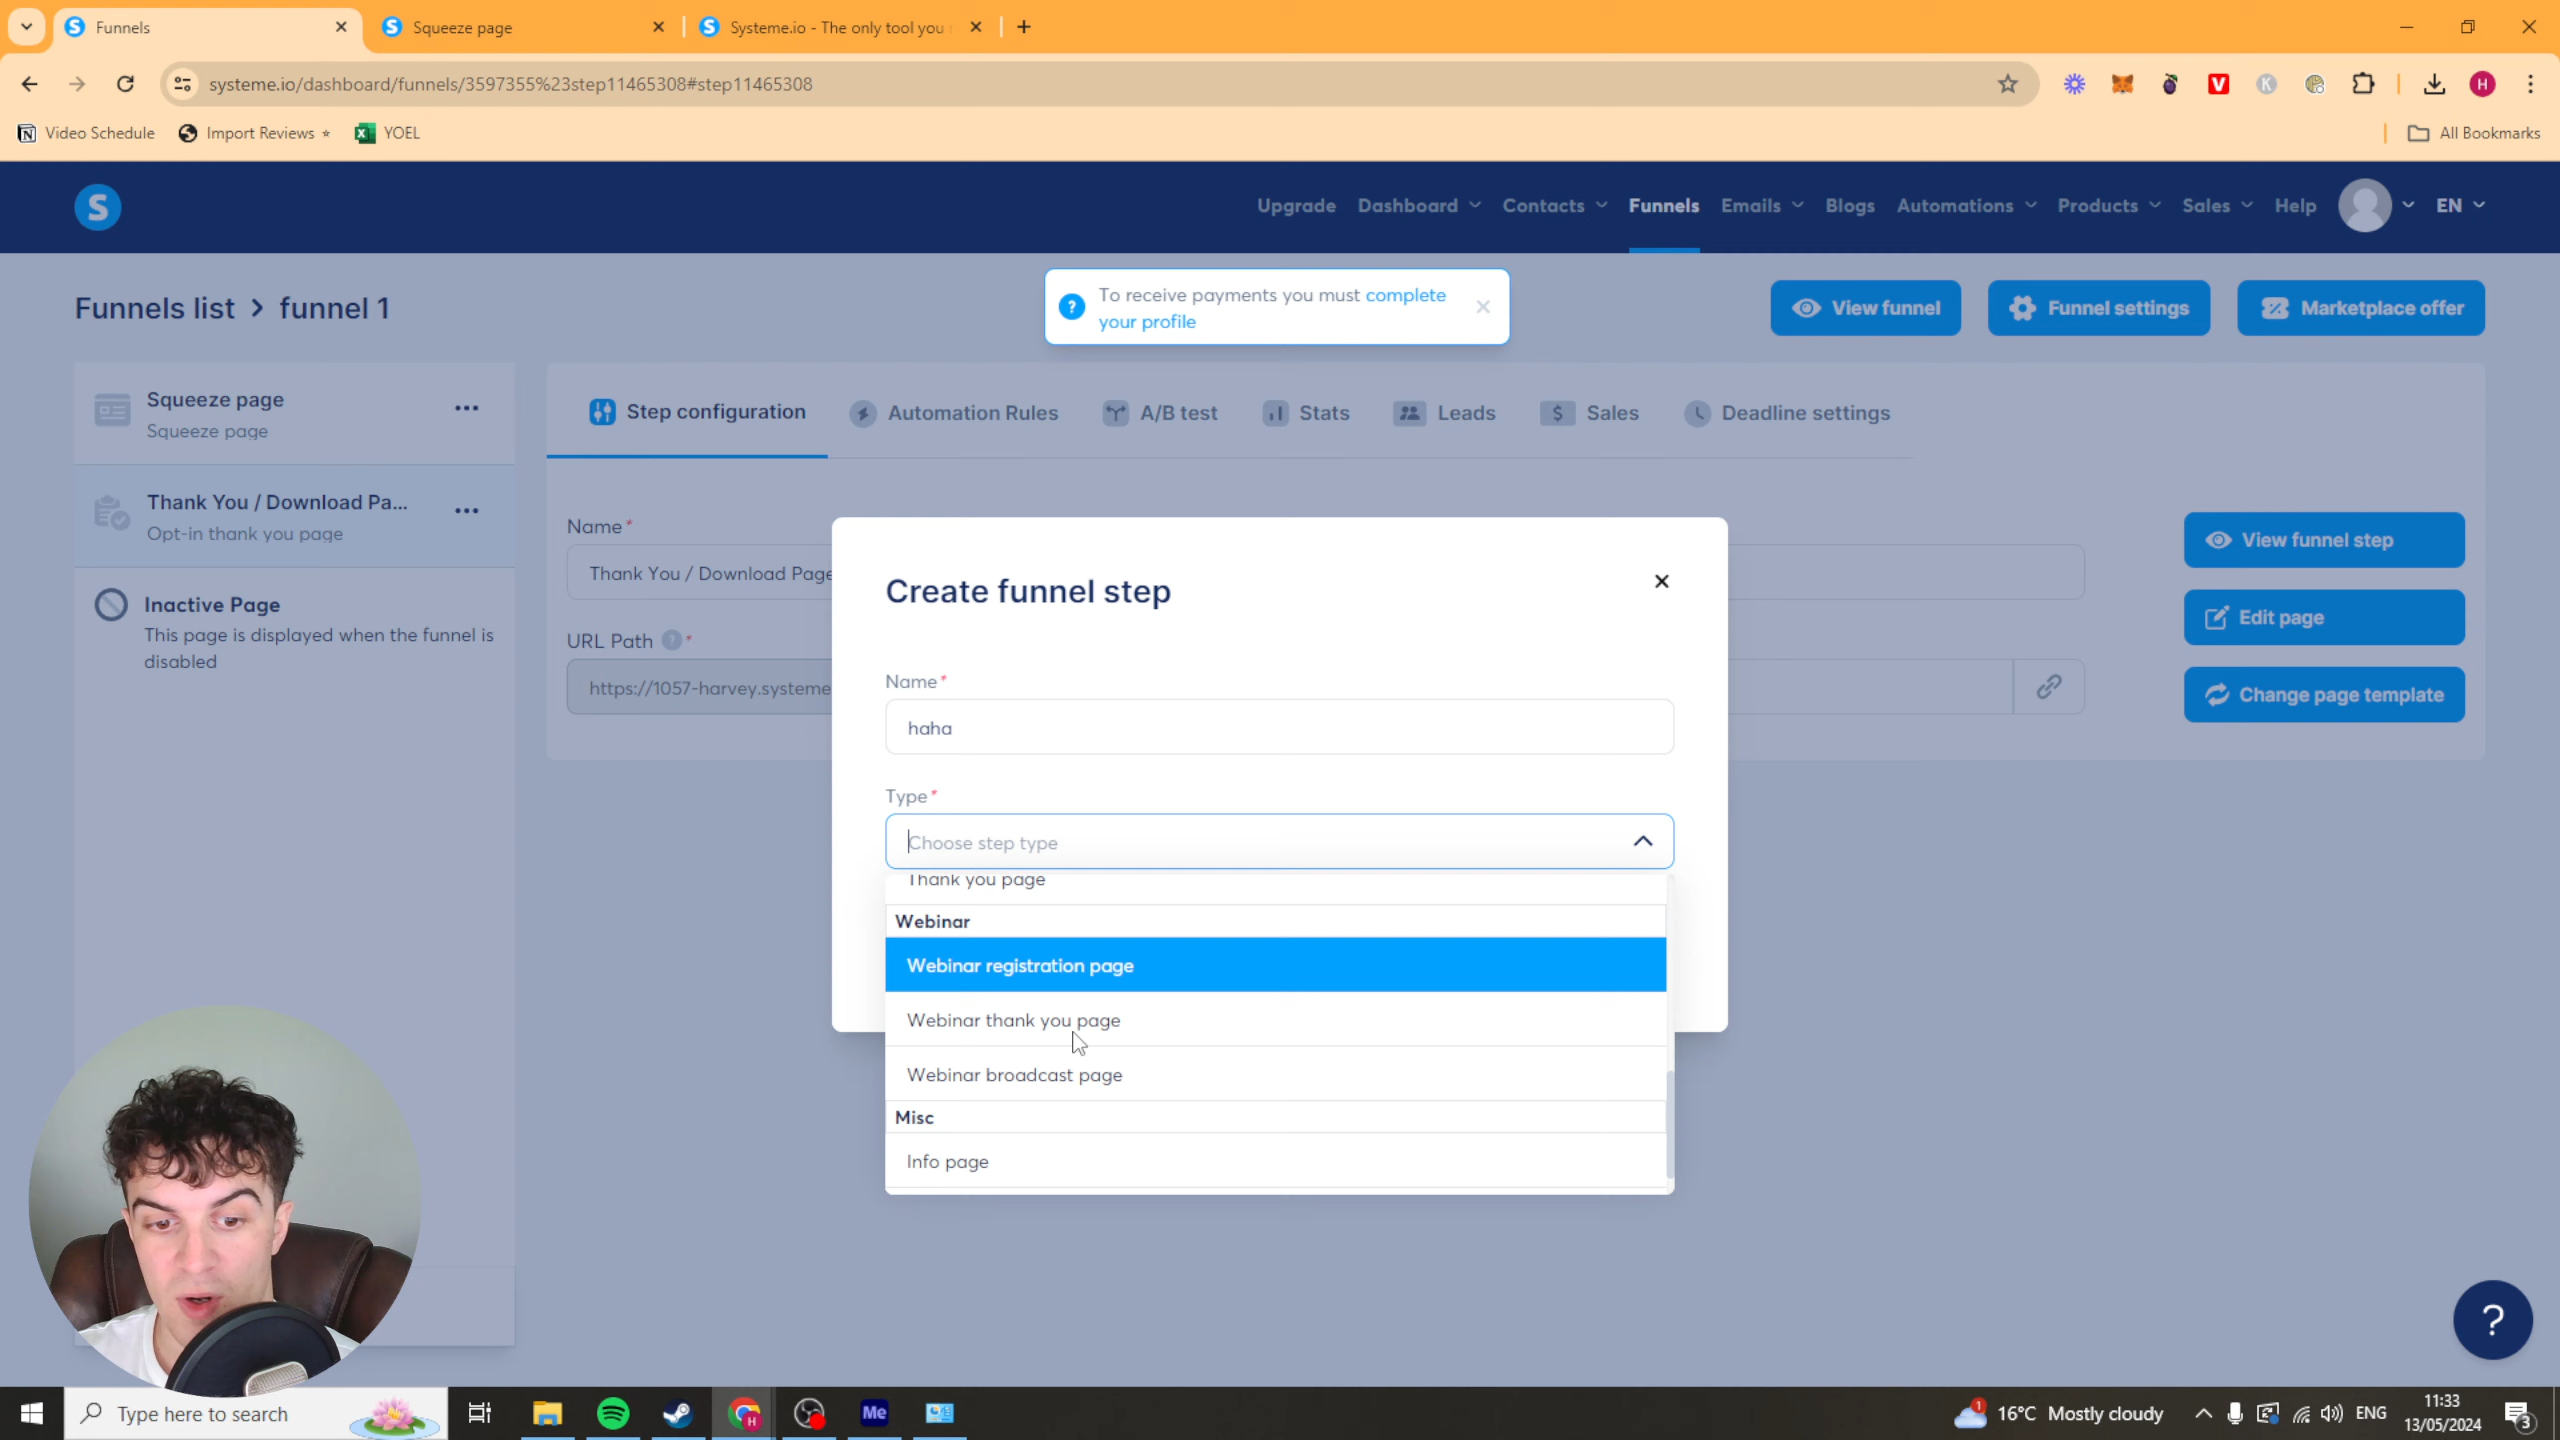 Funnels
Squeeze page
Systeme.io - The only tool you
systeme.io/dashboard/funnels/3597355%23step11465308#step11465308
Video Schedule
Import Reviews ⭑
YOEL
All Bookmarks
S
Upgrade
Dashboard
Contacts
Funnels
Emails
Blogs
Automations
Products
Sales
Help
EN
Funnels list > funnel 1
To receive payments you must complete
your profile
View funnel
Funnel settings
Marketplace offer
Squeeze page
Squeeze page
Thank You / Download Pa...
Opt-in thank you page
Inactive Page
This page is displayed when the funnel is
disabled
Step configuration
Automation Rules
A/B test
Stats
Leads
Sales
Deadline settings
Name*
Thank You / Download Page
URL Path ? *
https://1057-harvey.systeme
View funnel step
Edit page
Change page template
Create funnel step
Name*
haha
Type*
Choose step type
Thank you page
Webinar
Webinar registration page
Webinar thank you page
Webinar broadcast page
Misc
Info page
?
Type here to search
Me
1
16°C Mostly cloudy
ENG
11:33
13/05/2024
3